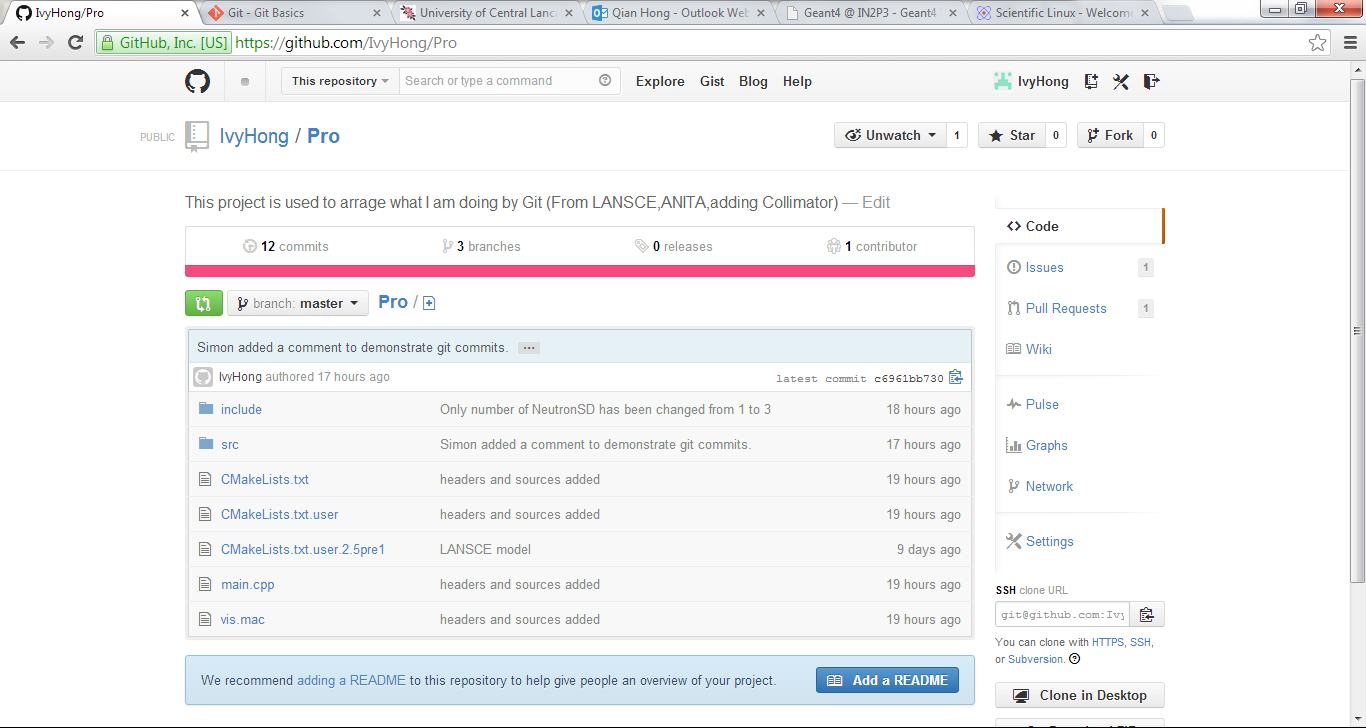 IvyHong/Pro
Git - Git Basics
University of Central Lanc
Qian Hong - Outlook Web
Geant4 @ IN2P3 - Geant4
Scientific Linux - Welcome
GitHub, Inc. [US] https://github.com/IvyHong/Pro
This repository Search or type a command Explore Gist Blog Help IvyHong
PUBLIC IvyHong / Pro Unwatch 1 Star 0 Fork 0
This project is used to arrage what I am doing by Git (From LANSCE,ANITA,adding Collimator) — Edit
12 commits 3 branches 0 releases 1 contributor
branch: master Pro /
Simon added a comment to demonstrate git commits. ...
IvyHong authored 17 hours ago latest commit c6961bb730
include Only number of NeutronSD has been changed from 1 to 3 18 hours ago
src Simon added a comment to demonstrate git commits. 17 hours ago
CMakeLists.txt headers and sources added 19 hours ago
CMakeLists.txt.user headers and sources added 19 hours ago
CMakeLists.txt.user.2.5pre1 LANSCE model 9 days ago
main.cpp headers and sources added 19 hours ago
vis.mac headers and sources added 19 hours ago
We recommend adding a README to this repository to help give people an overview of your project. Add a README
Code
Issues 1
Pull Requests 1
Wiki
Pulse
Graphs
Network
Settings
SSH clone URL
git@github.com:Ivy
You can clone with HTTPS, SSH,
or Subversion.
Clone in Desktop